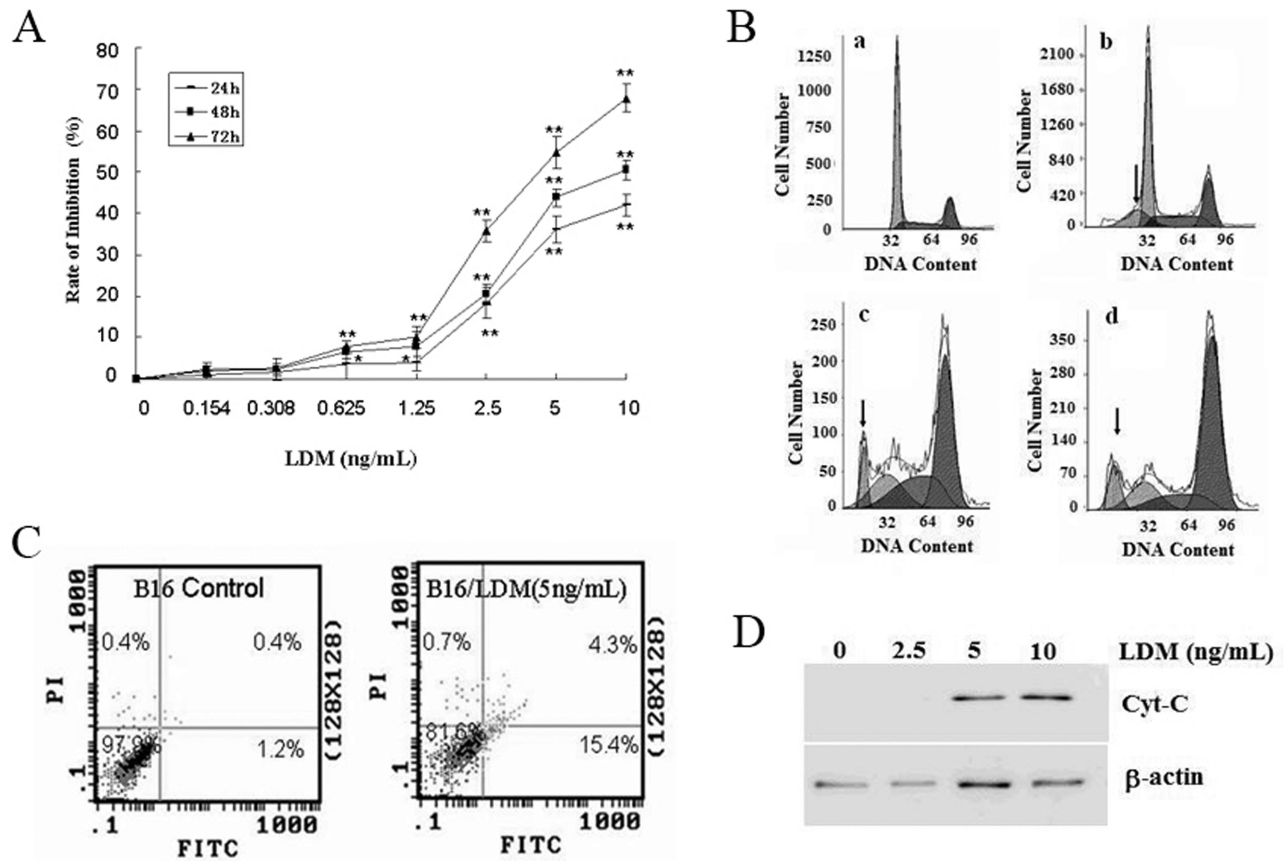 A
80
70
60
50
40
30
20
10
0
Rate of Inhibition (%)
24h
48h
72h
**
**
**
**
**
**
**
**
**
**
**
*
*
0 0.154 0.308 0.625 1.25 2.5 5 10
LDM (ng/mL)
B
a
1250
1000
750
500
250
0
Cell Number
32 64 96
DNA Content
b
2100
1680
1260
840
420
0
Cell Number
32 64 96
DNA Content
c
250
200
150
100
50
0
Cell Number
32 64 96
DNA Content
d
350
280
210
140
70
0
Cell Number
32 64 96
DNA Content
C
B16 Control
0.4% 0.4%
97.9% 1.2%
1000
PI
.1
.1 1000
FITC
(128X128)
B16/LDM(5ng/mL)
0.7% 4.3%
81.6% 15.4%
1000
PI
.1
.1 1000
FITC
(128X128)
D
0 2.5 5 10 LDM (ng/mL)
Cyt-C
β-actin